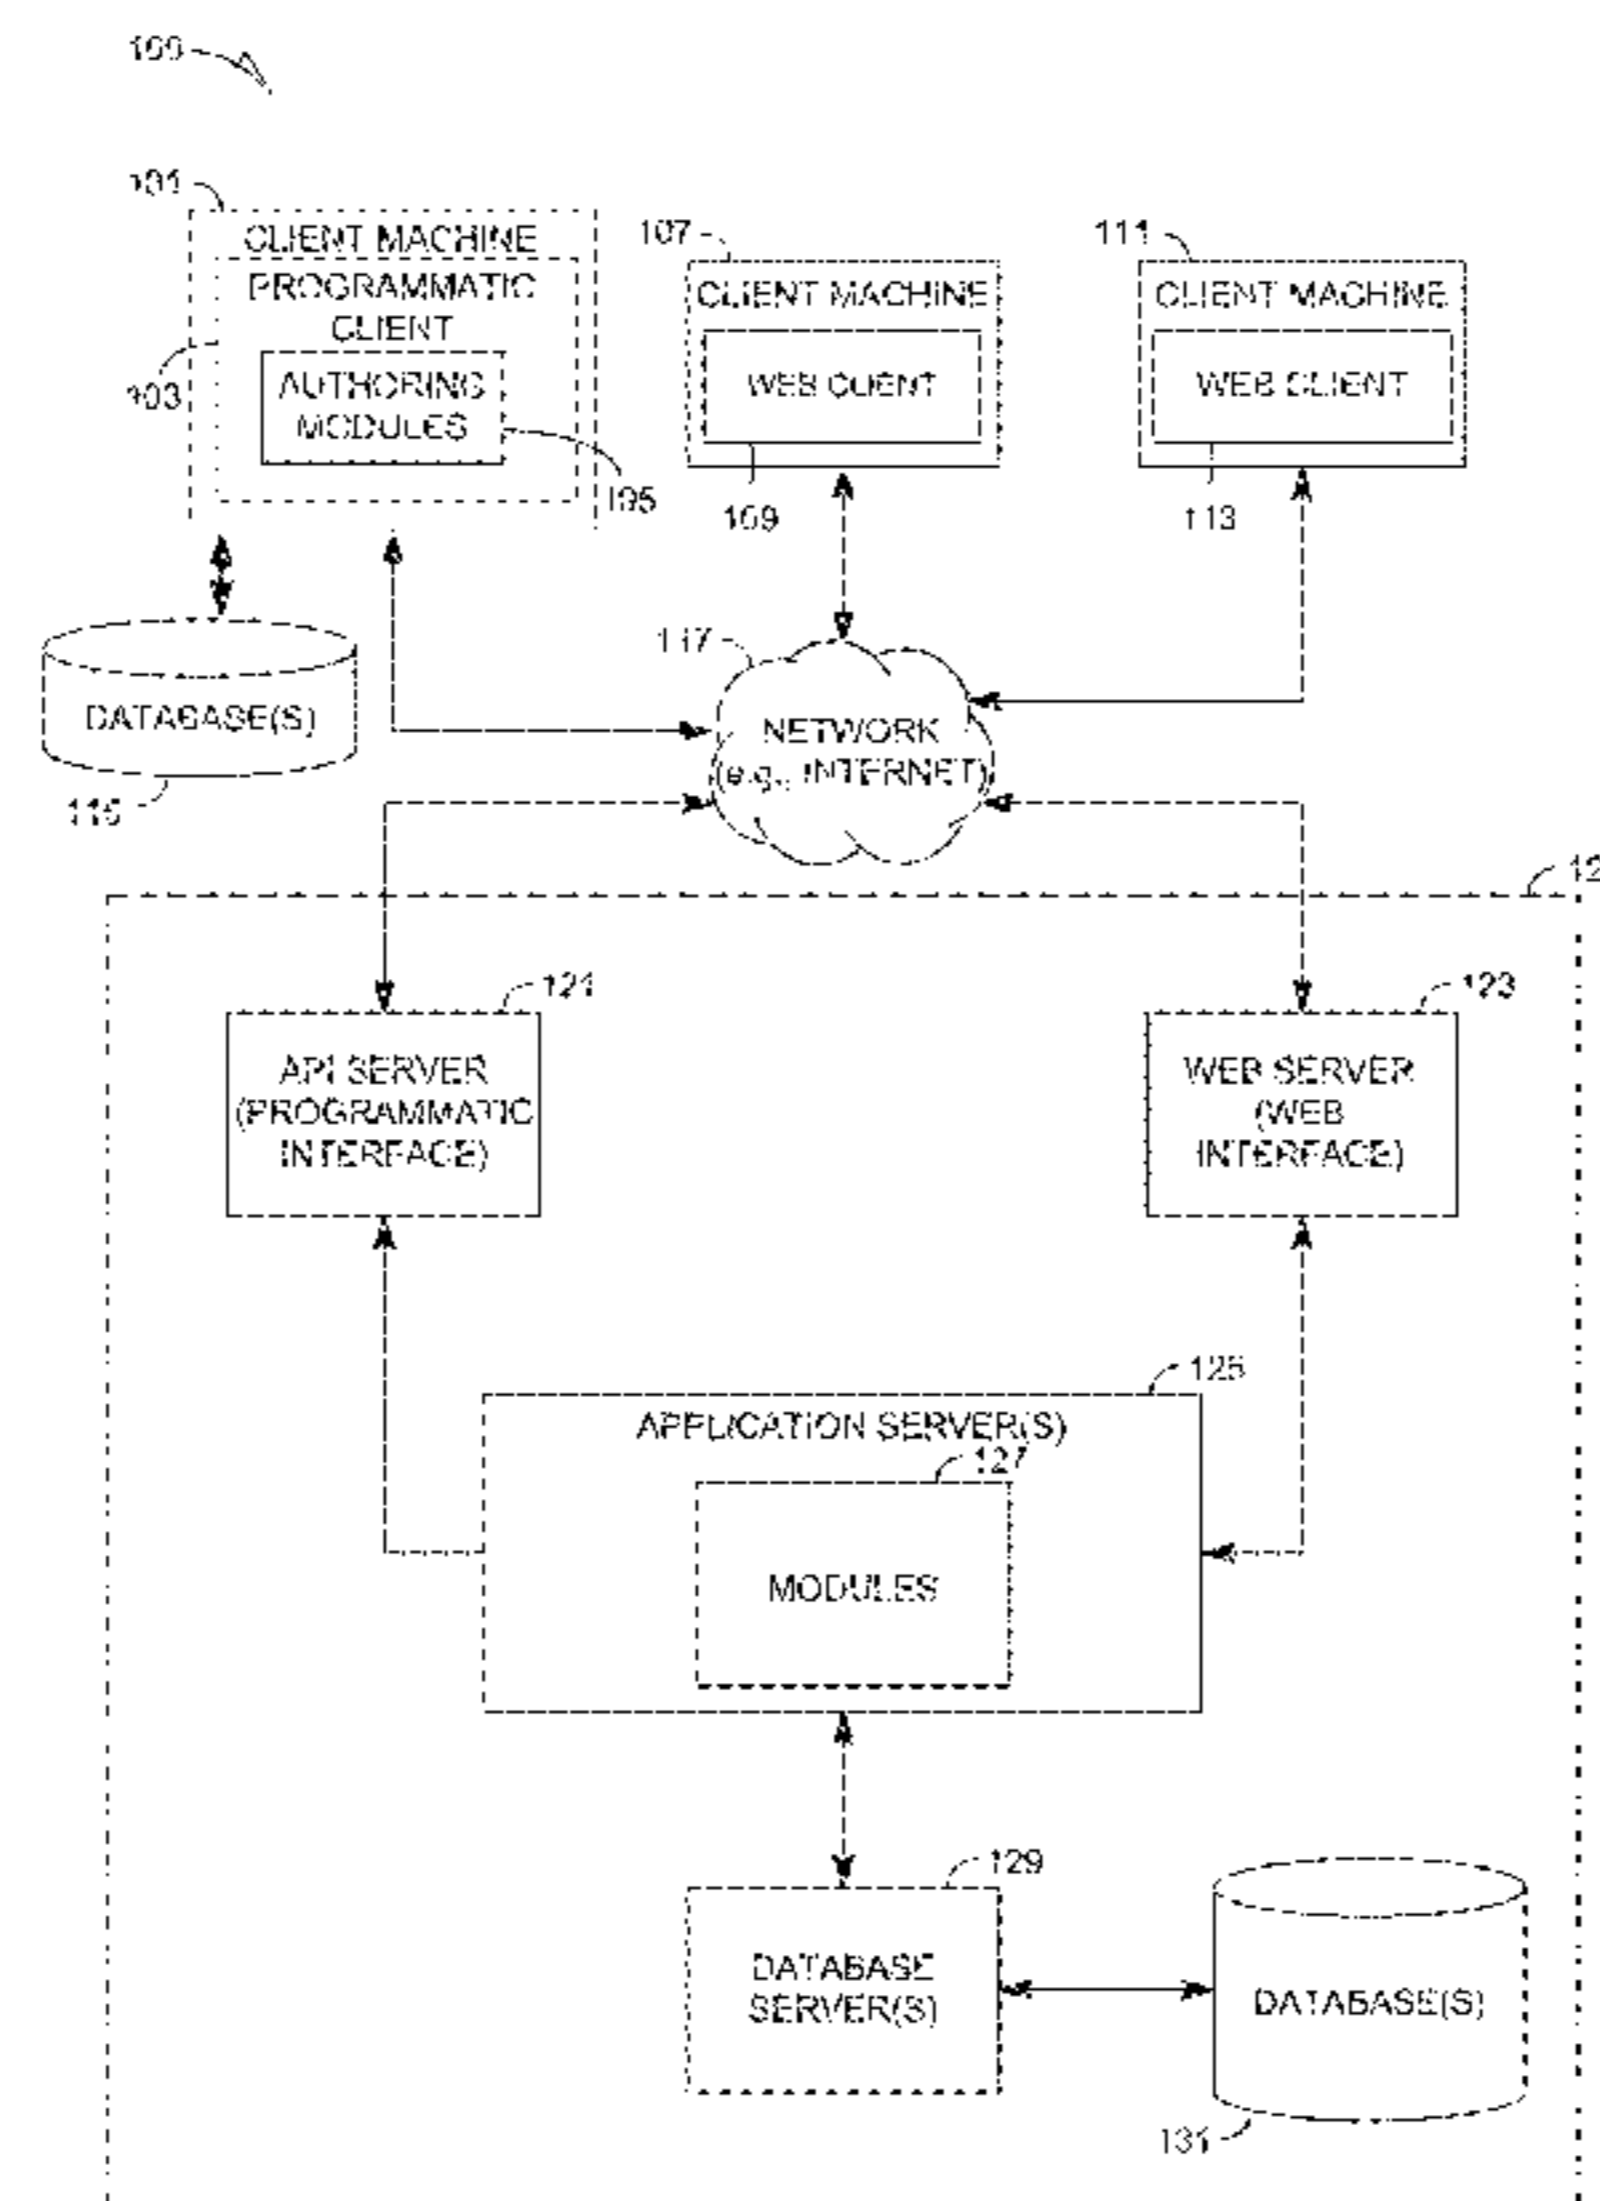 100
101
CLIENT MACHINE
PROGRAMMATIC
CLIENT
103
AUTHORING
MODULES
105
107
CLIENT MACHINE
WEB CLIENT
109
111
CLIENT MACHINE
WEB CLIENT
113
DATABASE(S)
117
NETWORK
(e.g., INTERNET)
121
API SERVER
(PROGRAMMATIC
INTERFACE)
123
WEB SERVER
(WEB
INTERFACE)
125
APPLICATION SERVER(S)
127
MODULES
129
DATABASE
SERVER(S)
DATABASE(S)
131